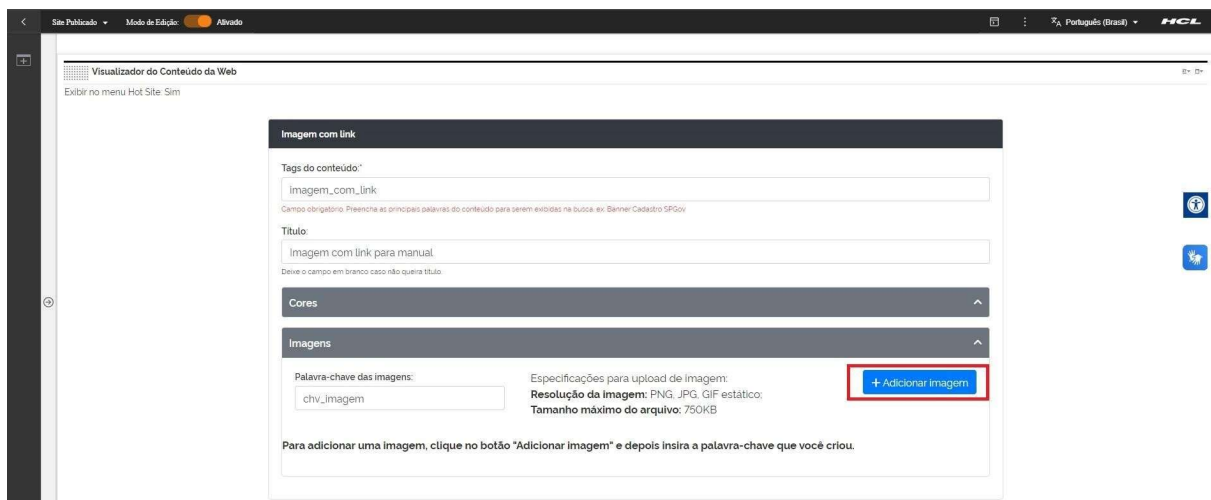 Site Publicado Modo de Edição: Ativado Português (Brasil) HCL
Visualizador do Conteúdo da Web
Exibir no menu Hot Site: Sim
Imagem com link
Tags do conteúdo:*
imagem_com_link
Campo obrigatório. Preencha as principais palavras do conteúdo para serem exibidas na busca. ex: Banner Cadastro SPGov
Título:
Imagem com link para manual
Deixe o campo em branco caso não queira título.
Cores
Imagens
Palavra-chave das imagens:
chv_imagem
Especificações para upload de imagem:
Resolução da imagem: PNG, JPG, GIF estático;
Tamanho máximo do arquivo: 750KB
+ Adicionar imagem
Para adicionar uma imagem, clique no botão "Adicionar imagem" e depois insira a palavra-chave que você criou.